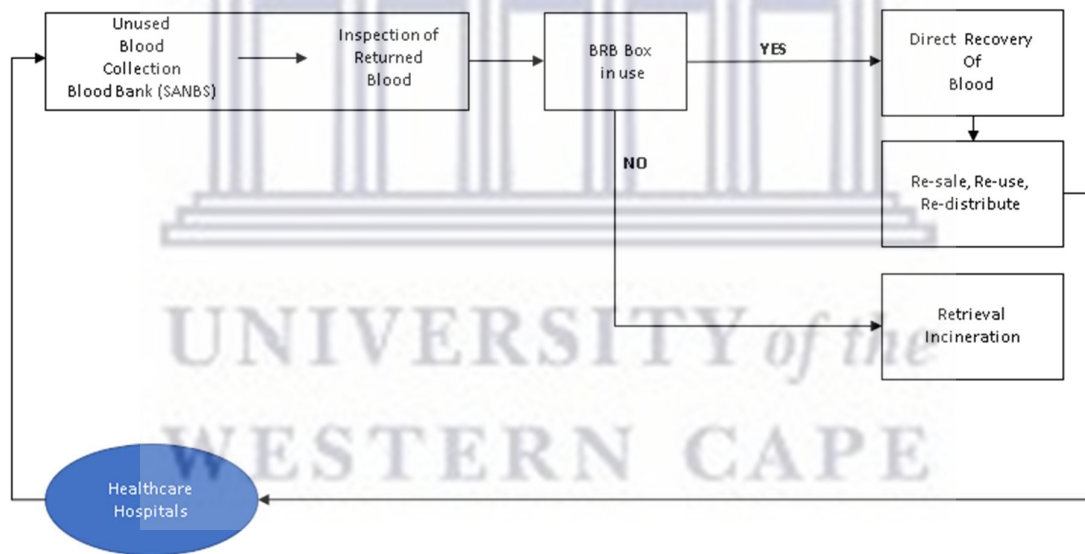 Unused
Blood
Collection
Blood Bank (SANBS)
Inspection of
Returned
Blood
BRB Box
in use
YES
Direct Recovery
Of
Blood
NO
Re-sale, Re-use,
Re-distribute
Retrieval
Incineration
UNIVERSITY of the
WESTERN CAPE
Healthcare
Hospitals